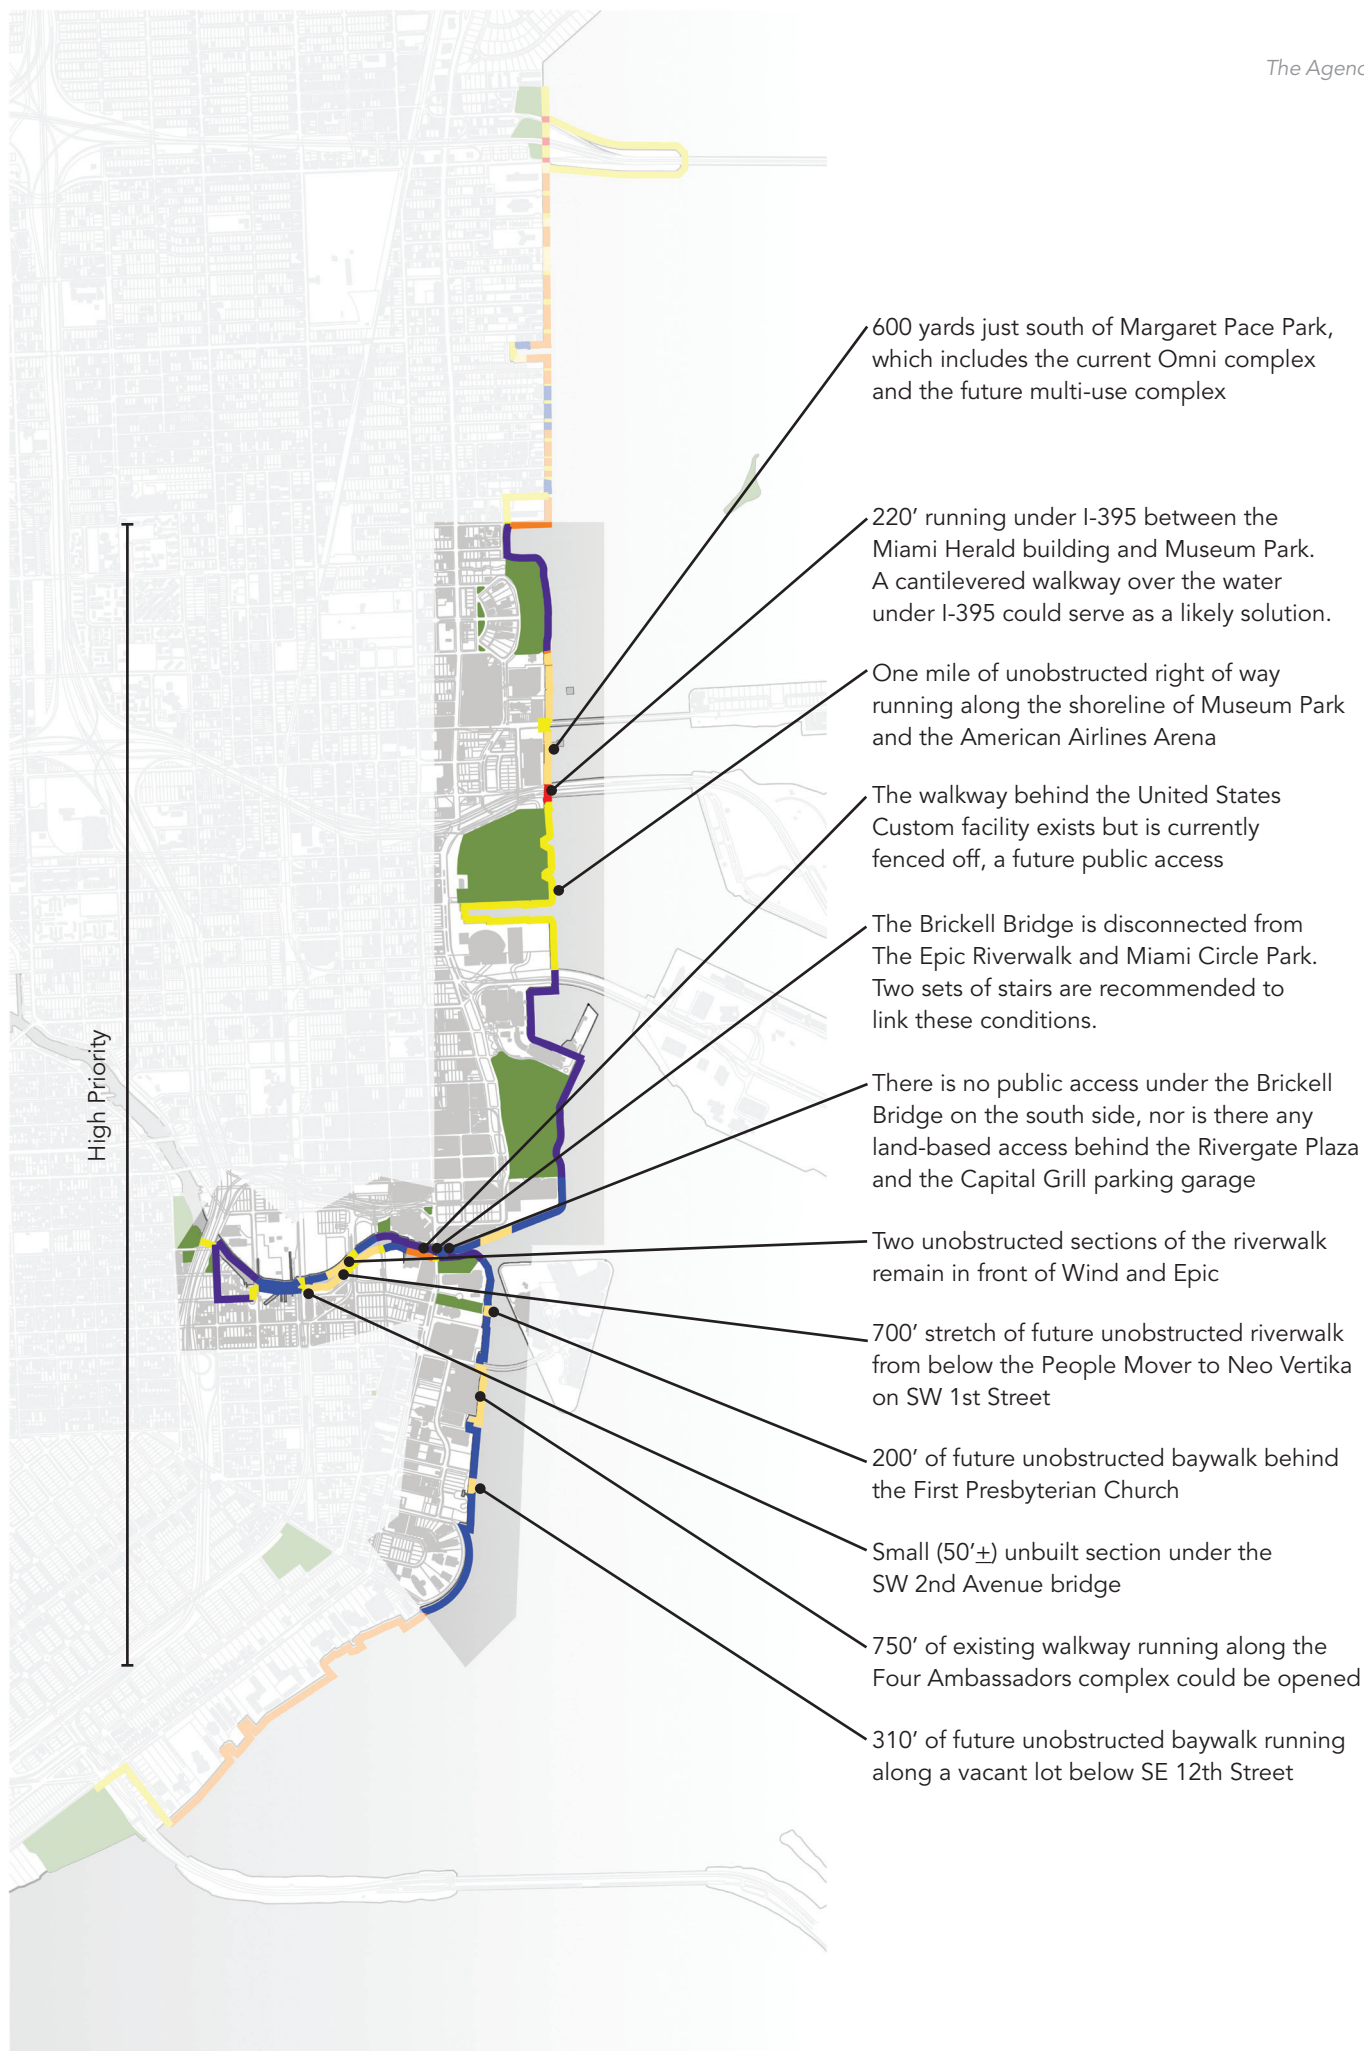 The Agenc
600 yards just south of Margaret Pace Park,
which includes the current Omni complex
and the future multi-use complex
220’ running under I-395 between the
Miami Herald building and Museum Park.
A cantilevered walkway over the water
under I-395 could serve as a likely solution.
One mile of unobstructed right of way
running along the shoreline of Museum Park
and the American Airlines Arena
The walkway behind the United States
Custom facility exists but is currently
fenced off, a future public access
The Brickell Bridge is disconnected from
The Epic Riverwalk and Miami Circle Park.
Two sets of stairs are recommended to
link these conditions.
High Priority
There is no public access under the Brickell
Bridge on the south side, nor is there any
land-based access behind the Rivergate Plaza
and the Capital Grill parking garage
Two unobstructed sections of the riverwalk
remain in front of Wind and Epic
700’ stretch of future unobstructed riverwalk
from below the People Mover to Neo Vertika
on SW 1st Street
200’ of future unobstructed baywalk behind
the First Presbyterian Church
Small (50’±) unbuilt section under the
SW 2nd Avenue bridge
750’ of existing walkway running along the
Four Ambassadors complex could be opened
310’ of future unobstructed baywalk running
along a vacant lot below SE 12th Street